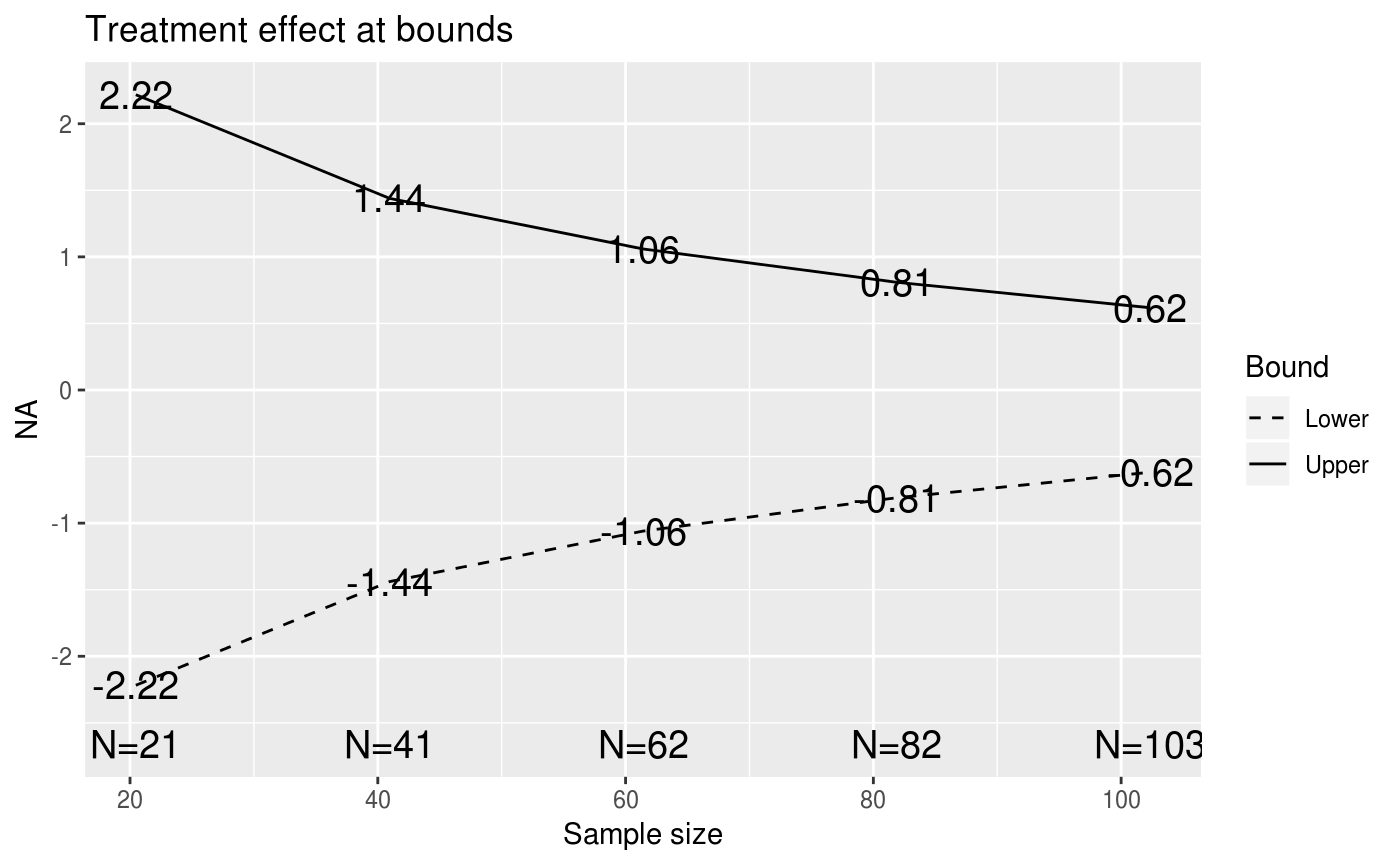 Treatment effect at bounds
2.22
1.44
1.06
0.81
0.62
-0.62
-0.81
-1.06
-1.44
-2.22
N=21 N=41 N=62 N=82 N=103
2
1
0
-1
-2
NA
20 40 60 80 100
Sample size
Bound
Lower
Upper